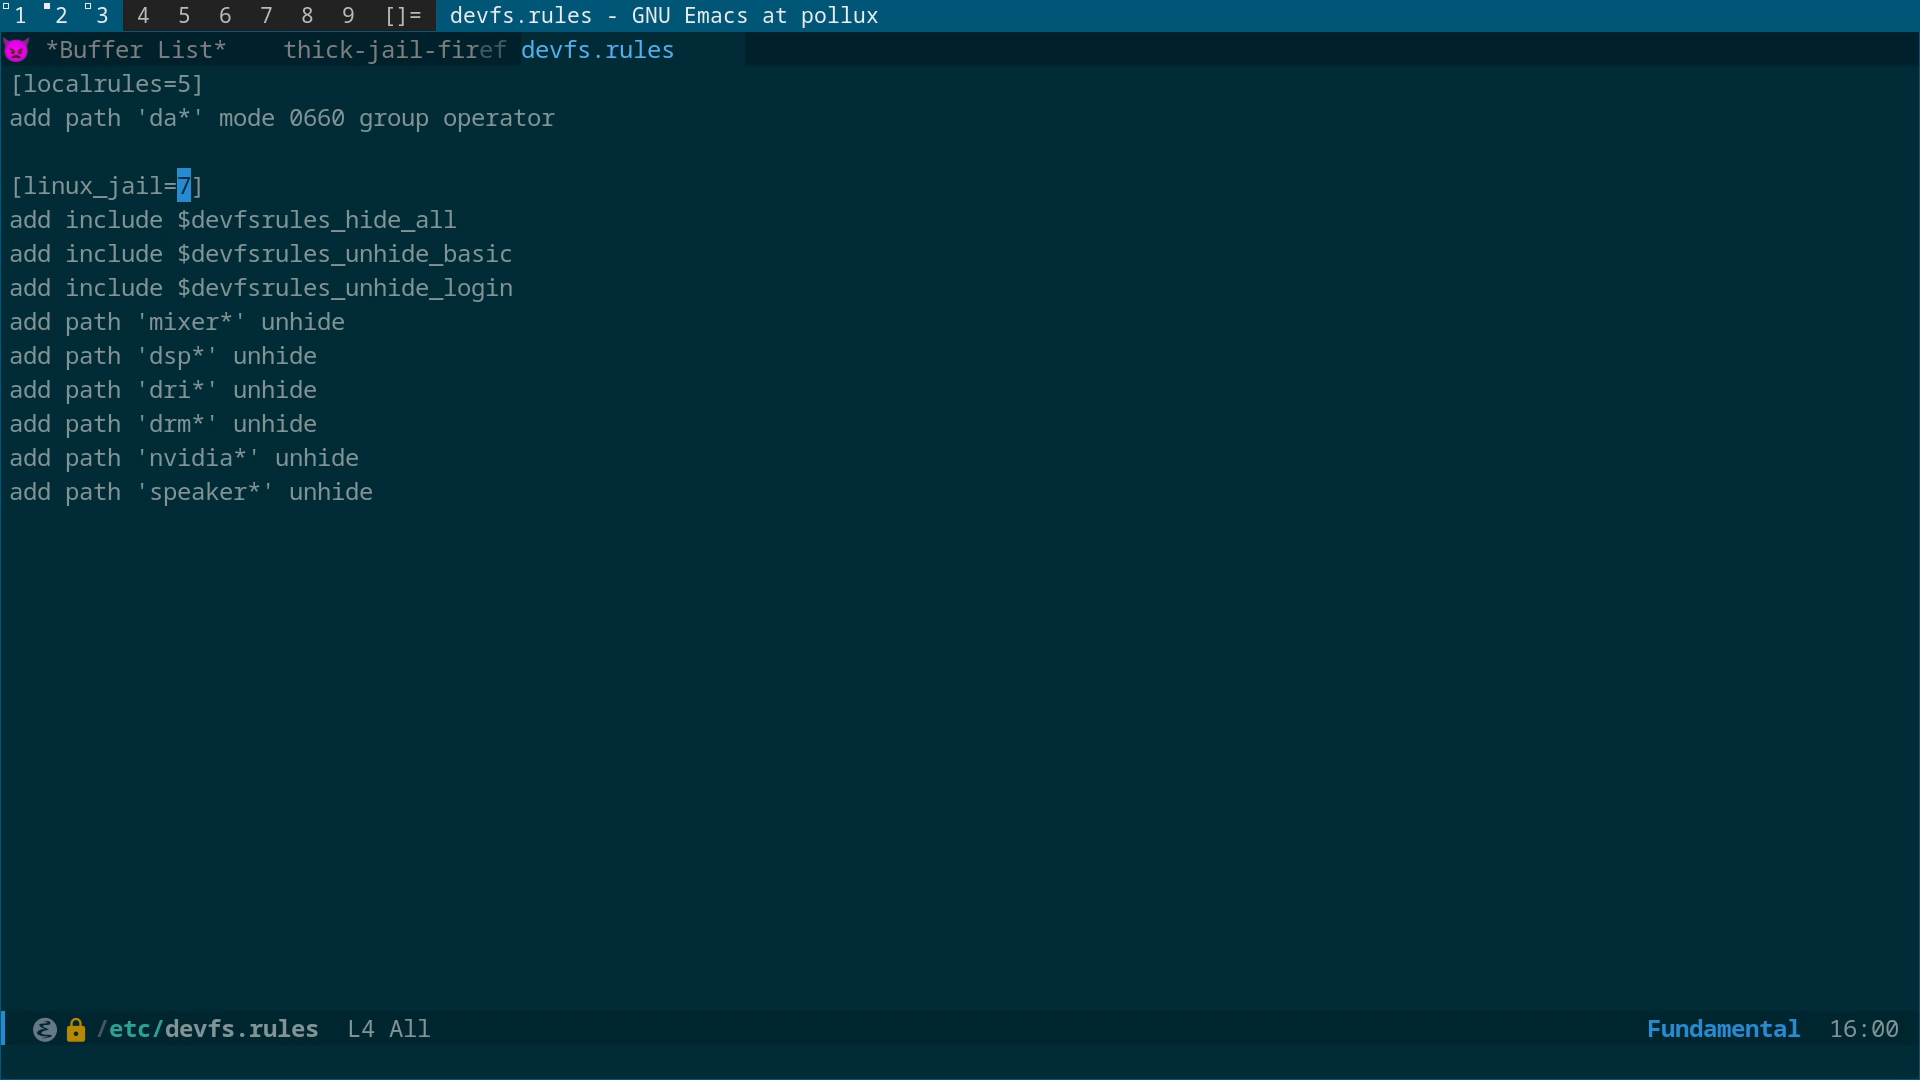 1 2 3 4 5 6 7 8 9 []= devfs.rules - GNU Emacs at pollux
*Buffer List* thick-jail-firef devfs.rules
[localrules=5]
add path 'da*' mode 0660 group operator
[linux_jail=7]
add include $devfsrules_hide_all
add include $devfsrules_unhide_basic
add include $devfsrules_unhide_login
add path 'mixer*' unhide
add path 'dsp*' unhide
add path 'dri*' unhide
add path 'drm*' unhide
add path 'nvidia*' unhide
add path 'speaker*' unhide
/etc/devfs.rules L4 All Fundamental 16:00